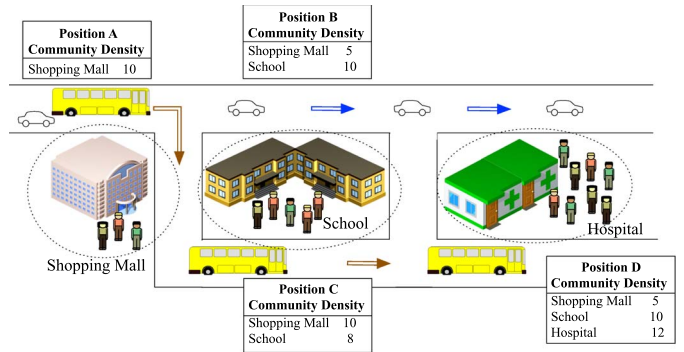 Position A
Community Density
Shopping Mall 10
Position B
Community Density
Shopping Mall 5
School 10
School
Hospital
Shopping Mall
Position C
Community Density
Shopping Mall 10
School 8
Position D
Community Density
Shopping Mall 5
School 10
Hospital 12